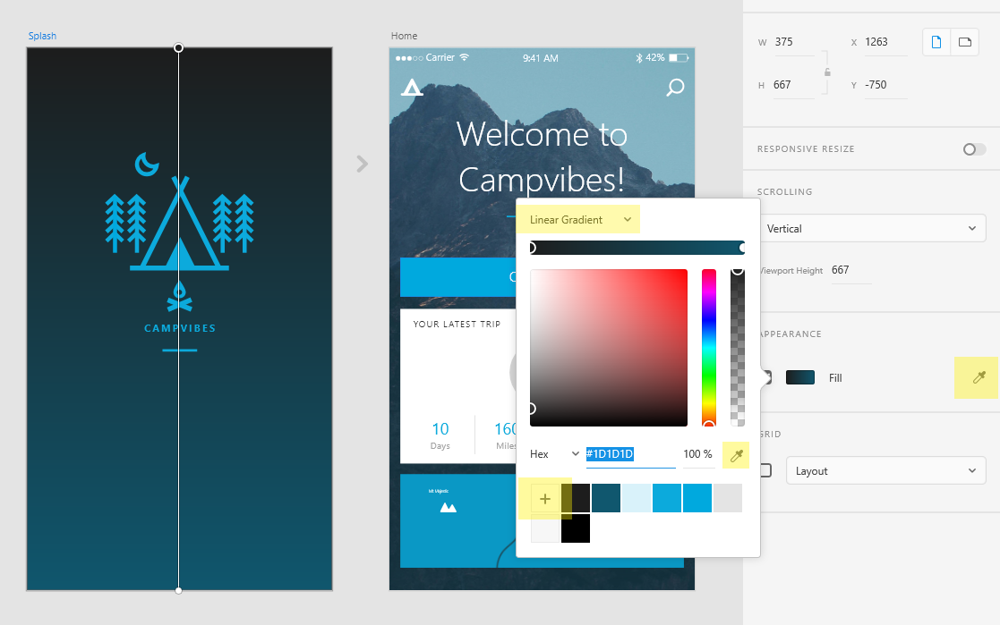 Splash
Home
Carrier
9:41 AM
42%
Welcome to
Campvibes!
CAMPVIBES
YOUR LATEST TRIP
10
Days
160
Miles
W 375
X 1263
H 667
Y -750
RESPONSIVE RESIZE
SCROLLING
Vertical
Viewport Height 667
APPEARANCE
Fill
GRID
Layout
Linear Gradient
Hex
#1D1D1D
100 %
+